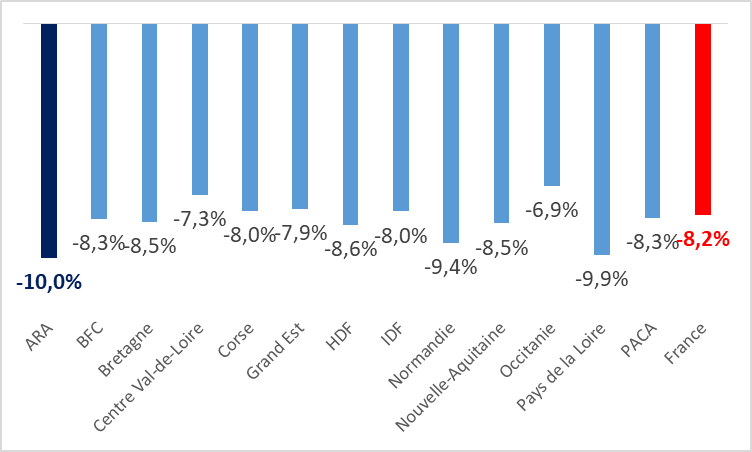 -10,0%
-8,3%
-8,5%
-7,3%
-8,0%
-7,9%
-8,6%
-8,0%
-9,4%
-8,5%
-6,9%
-9,9%
-8,3%
-8,2%
ARA
BFC
Bretagne
Centre Val-de-Loire
Corse
Grand Est
HDF
IDF
Normandie
Nouvelle-Aquitaine
Occitanie
Pays de la Loire
PACA
France